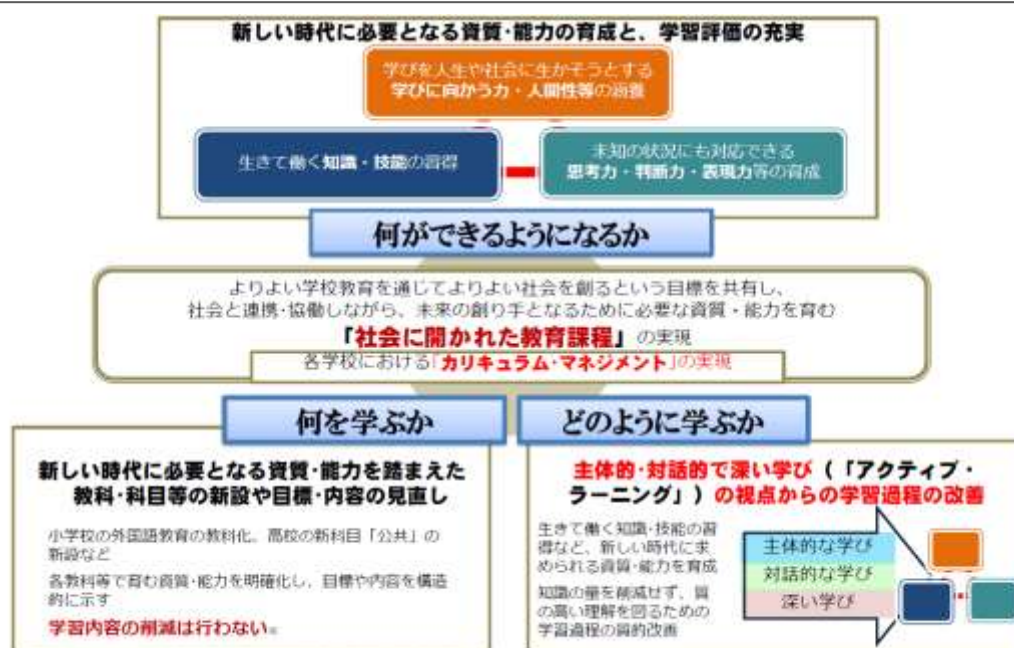 新しい時代に必要となる資質･能力の育成と、学習評価の充実
学びを人生や社会に生かそうとする
学びに向かう力・人間性等の涵養
生きて働く知識・技能の習得
未知の状況にも対応できる
思考力・判断力・表現力等の育成
何ができるようになるか
よりよい学校教育を通じてよりよい社会を創るという目標を共有し、
社会と連携･協働しながら、未来の創り手となるために必要な資質・能力を育む
「社会に開かれた教育課程」の実現
各学校における「カリキュラム･マネジメント」の実現
何を学ぶか
新しい時代に必要となる資質･能力を踏まえた
教科･科目等の新設や目標･内容の見直し
小学校の外国語教育の教科化、高校の新科目「公共」の
新設など
各教科等で育む資質･能力を明確化し、目標や内容を構造
的に示す
学習内容の削減は行わない※
どのように学ぶか
主体的･対話的で深い学び（「アクティブ・
ラーニング」）の視点からの学習過程の改善
生きて働く知識･技能の習
得など、新しい時代に求
められる資質･能力を育成
知識の量を削減せず、質
の高い理解を図るための
学習過程の質的改善
主体的な学び
対話的な学び
深い学び